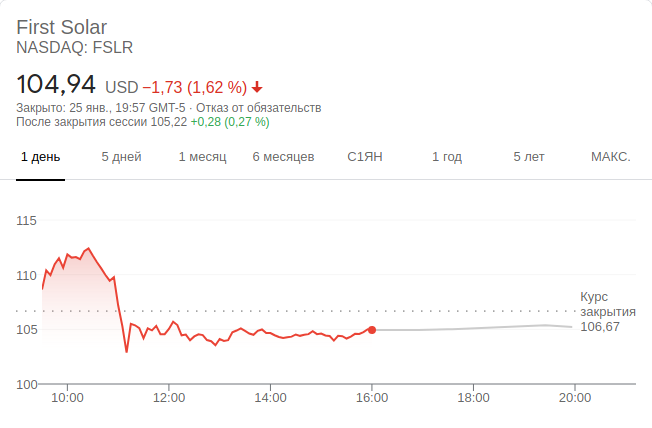 First Solar
NASDAQ: FSLR
104,94 USD −1,73 (1,62 %)
Закрыто: 25 янв., 19:57 GMT-5 · Отказ от обязательств
После закрытия сессии 105,22 +0,28 (0,27 %)
1 день 5 дней 1 месяц 6 месяцев С1ЯН 1 год 5 лет МАКС.
115
110
Курс
закрытия
105
106,67
100
10:00 12:00 14:00 16:00 18:00 20:00